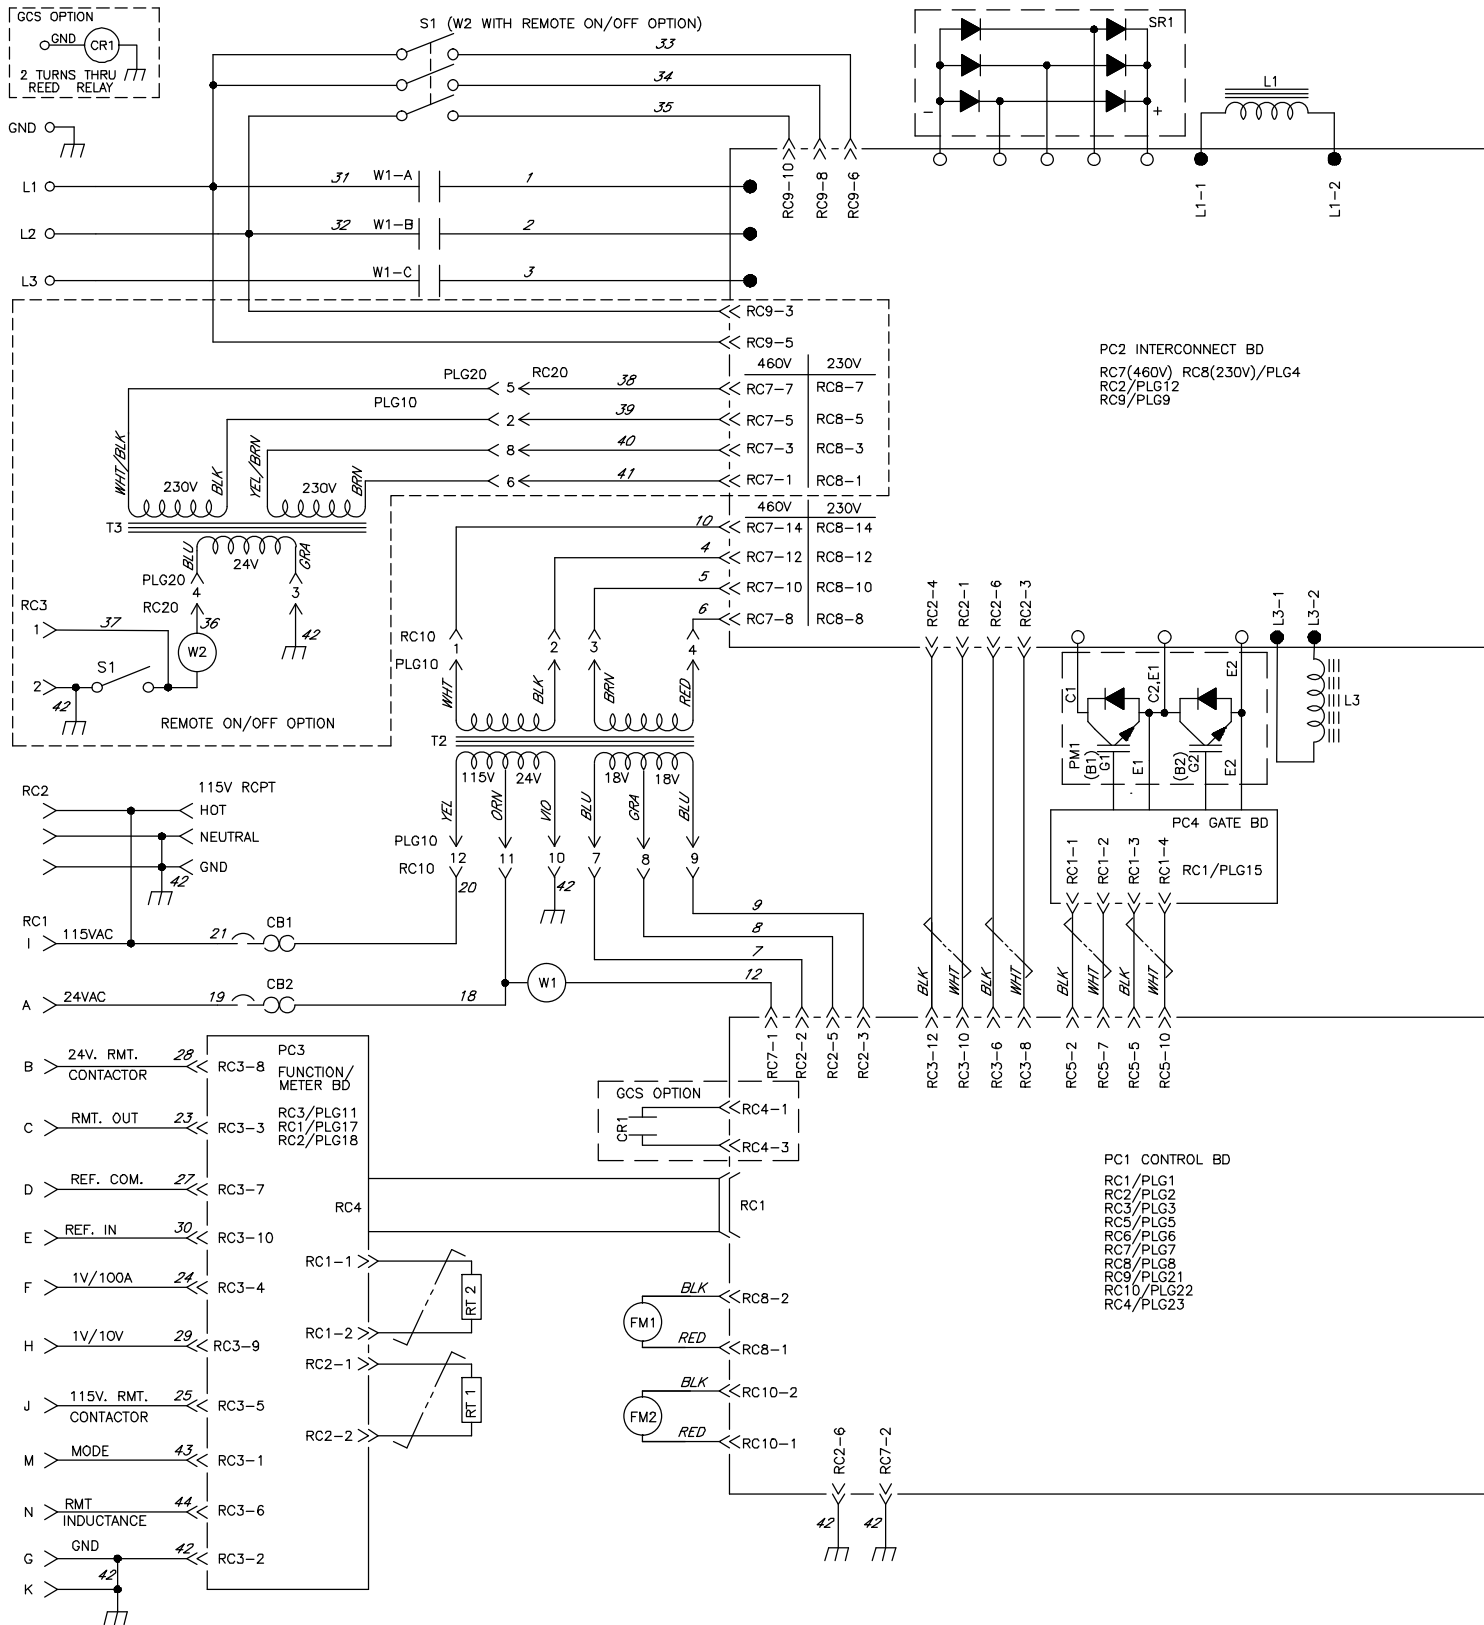 GCS OPTION
GND
CR1
2 TURNS THRU
REED RELAY
S1 (W2 WITH REMOTE ON/OFF OPTION)
33
34
35
SR1
-
+
L1
GND
RC9-10
RC9-8
RC9-6
L1-1
L1-2
L1
31
W1-A
1
L2
32
W1-B
2
L3
W1-C
3
RC9-3
RC9-5
460V
230V
PLG20
5
RC20
38
RC7-7
RC8-7
PLG10
2
39
RC7-5
RC8-5
8
40
RC7-3
RC8-3
6
41
RC7-1
RC8-1
PC2 INTERCONNECT BD
RC7(460V) RC8(230V)/PLG4
RC2/PLG12
RC9/PLG9
WHT/BLK
230V
BLK
YEL/BRN
230V
BRN
T3
BLU
24V
GRA
PLG20
4
3
RC20
36
42
RC3
1
37
W2
S1
2
42
REMOTE ON/OFF OPTION
460V
230V
10
RC7-14
RC8-14
4
RC7-12
RC8-12
5
RC7-10
RC8-10
6
RC7-8
RC8-8
RC10
1
2
3
4
PLG10
WHT
BLK
BRN
RED
T2
115V
24V
18V
18V
YEL
ORN
VIO
BLU
GRA
BLU
PLG10
12
11
10
7
8
9
RC10
20
42
RC2-4
RC2-1
RC2-6
RC2-3
L3-1
L3-2
L3
C1
C2,E1
E2
PM1
(B1)
G1
E1
(B2)
G2
E2
PC4 GATE BD
RC1-1
RC1-2
RC1-3
RC1-4
RC1/PLG15
RC2
115V RCPT
HOT
NEUTRAL
GND
42
RC1
I
115VAC
21
CB1
A
24VAC
19
CB2
18
W1
9
8
7
12
BLK
WHT
BLK
WHT
BLK
WHT
BLK
WHT
RC7-1
RC2-2
RC2-5
RC2-3
RC3-12
RC3-10
RC3-6
RC3-8
RC5-2
RC5-7
RC5-5
RC5-10
B
24V. RMT.
CONTACTOR
28
RC3-8
PC3
FUNCTION/
METER BD
RC3/PLG11
RC1/PLG17
RC2/PLG18
C
RMT. OUT
23
RC3-3
D
REF. COM.
27
RC3-7
E
REF. IN
30
RC3-10
F
1V/100A
24
RC3-4
H
1V/10V
29
RC3-9
J
115V. RMT.
CONTACTOR
25
RC3-5
M
MODE
43
RC3-1
N
RMT
INDUCTANCE
44
RC3-6
G
GND
42
RC3-2
K
42
RC4
RC1-1
RC1-2
RT 2
RC2-1
RC2-2
RT 1
GCS OPTION
CR1
RC4-1
RC4-3
RC1
FM1
BLK
RC8-2
RED
RC8-1
FM2
BLK
RC10-2
RED
RC10-1
RC2-6
RC7-2
42
42
PC1 CONTROL BD
RC1/PLG1
RC2/PLG2
RC3/PLG3
RC5/PLG5
RC6/PLG6
RC7/PLG7
RC8/PLG8
RC9/PLG21
RC10/PLG22
RC4/PLG23